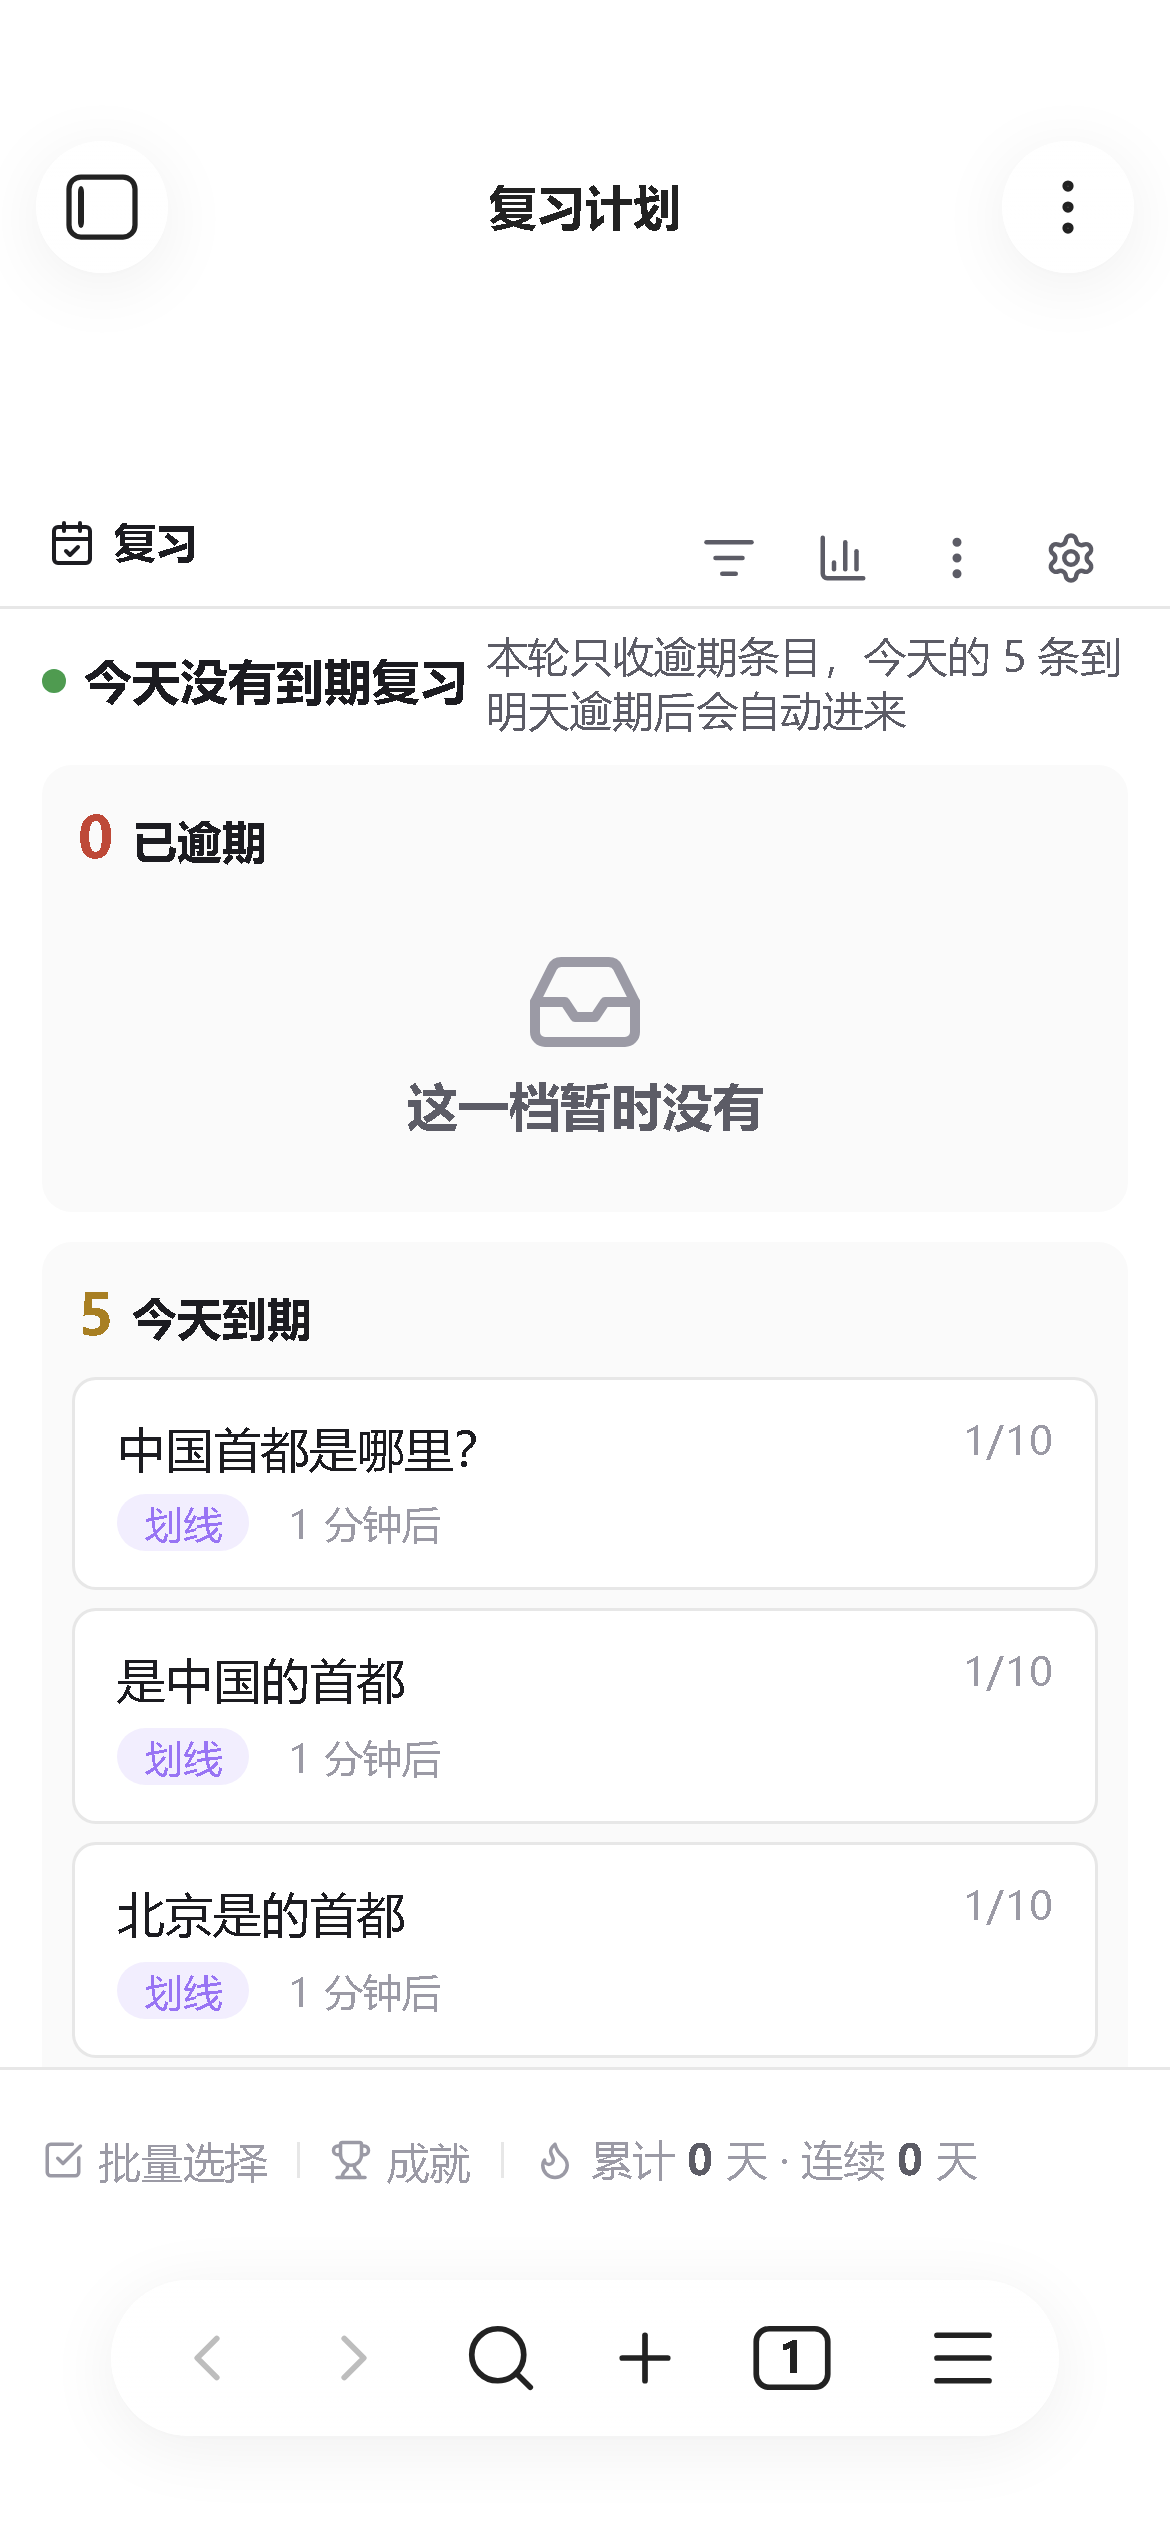 复习计划
复习
今天没有到期复习
本轮只收逾期条目，今天的 5 条到
明天逾期后会自动进来
0 已逾期
这一档暂时没有
5 今天到期
中国首都是哪里？
1/10
划线 1 分钟后
是中国的首都
1/10
划线 1 分钟后
北京是的首都
1/10
划线 1 分钟后
批量选择 成就 累计 0 天 · 连续 0 天
1